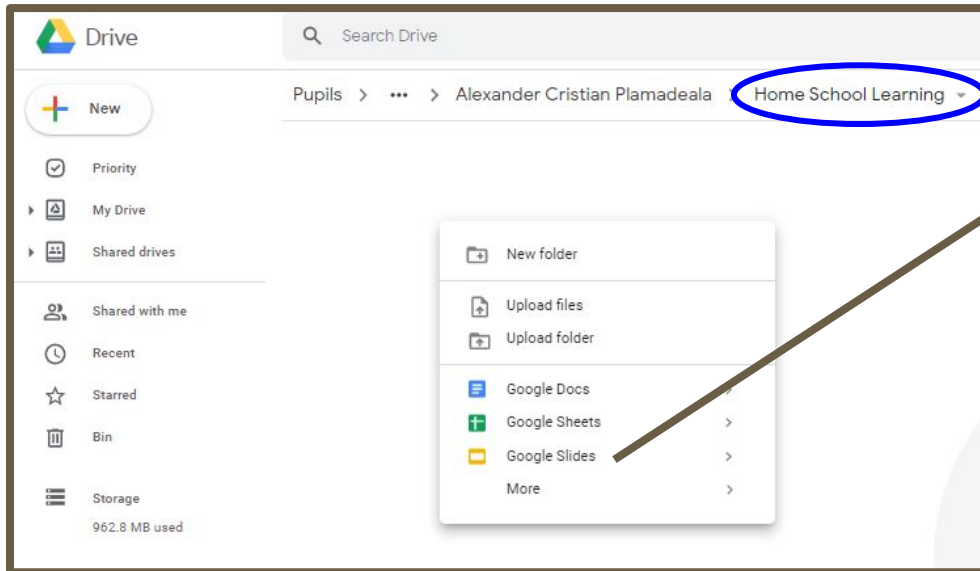 Drive
Search Drive
Pupils > ••• > Alexander Cristian Plamadeala > Home School Learning
New
Priority
My Drive
Shared drives
Shared with me
Recent
Starred
Bin
Storage
962.8 MB used
New folder
Upload files
Upload folder
Google Docs
Google Sheets
Google Slides
More